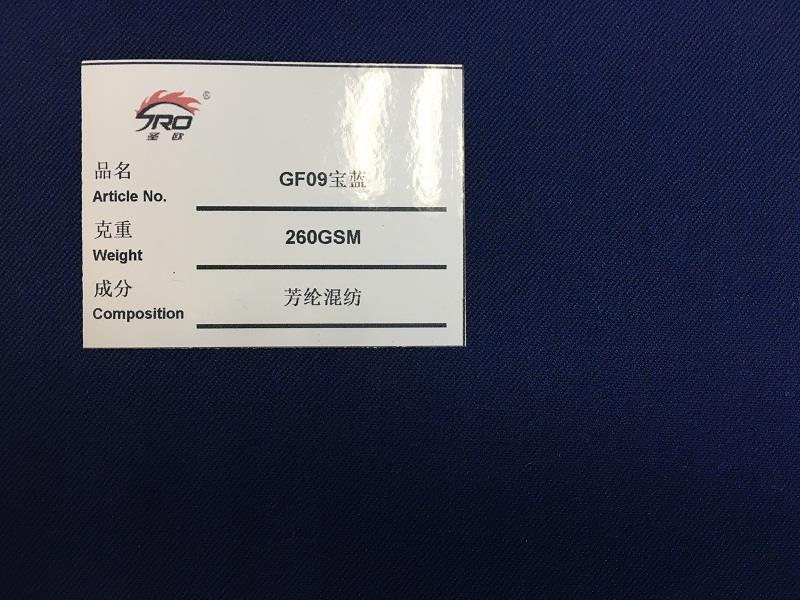 SRO
圣欧
品名
Article No.
GF09宝蓝
克重
Weight
260GSM
成分
Composition
芳纶混纺